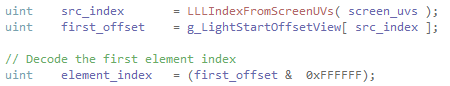 uint src_index = LLLIndexFromScreenUVs( screen_uvs );
uint first_offset = g_LightStartOffsetView[ src_index ];
// Decode the first element index
uint element_index = (first_offset & 0xFFFFFF);